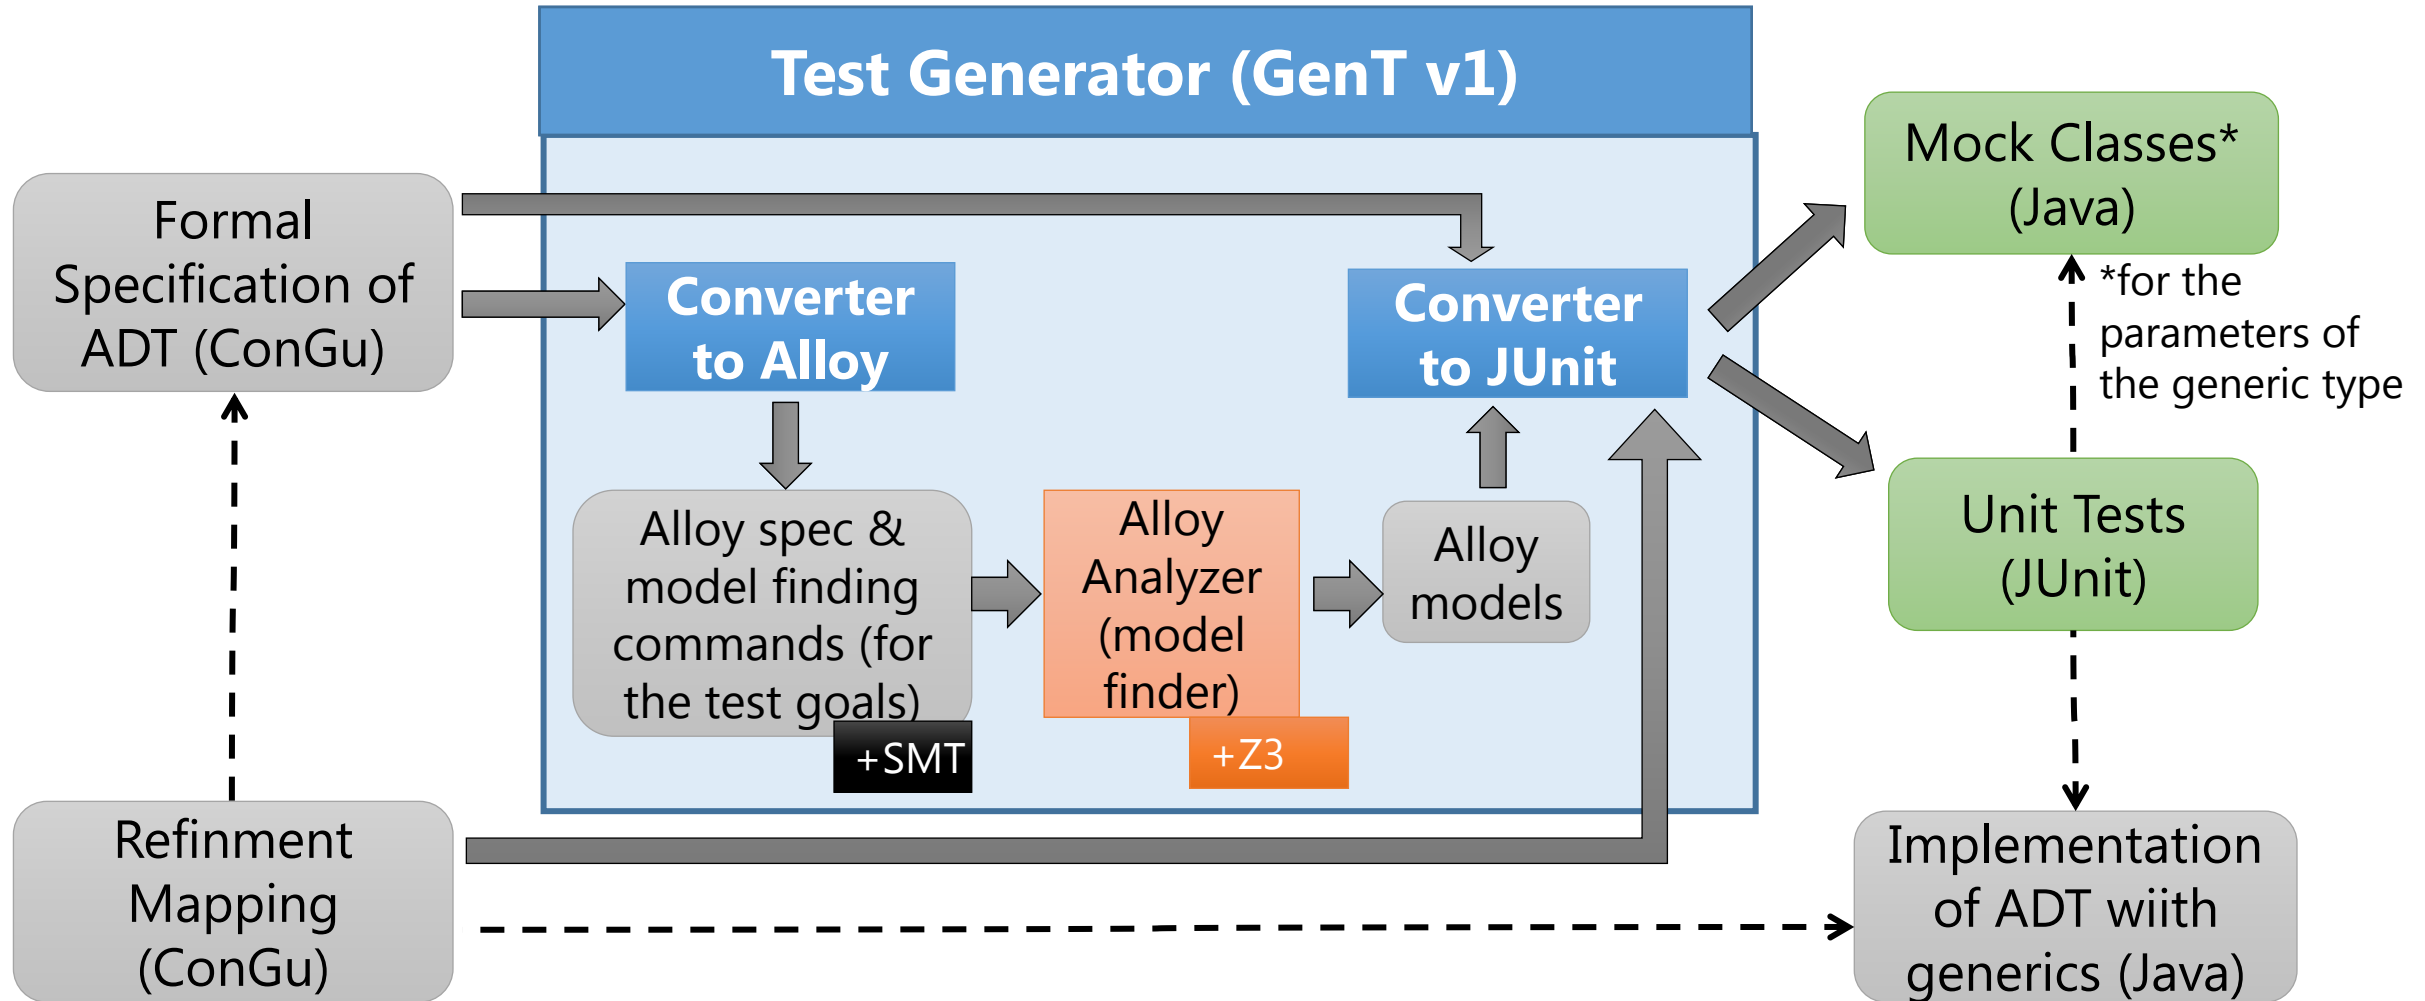 Test Generator (GenT v1)
Formal
Specification of
ADT (ConGu)
Converter
to Alloy
Converter
to JUnit
Mock Classes*
(Java)
*for the
parameters of
the generic type
Alloy spec &
model finding
commands (for
the test goals)
+SMT
Alloy
Analyzer
(model
finder)
+Z3
Alloy
models
Unit Tests
(JUnit)
Refinment
Mapping
(ConGu)
Implementation
of ADT wiith
generics (Java)